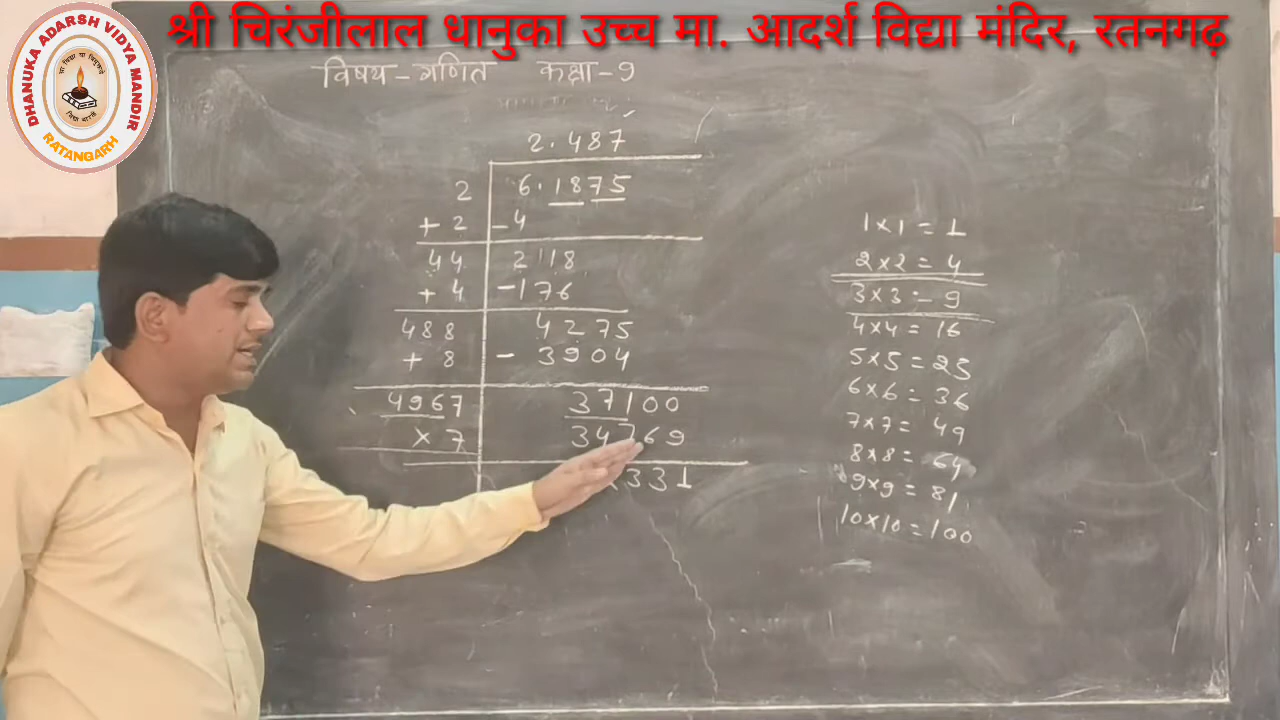 श्री चिरंजीलाल धानुका उच्च मा. आदर्श विद्या मंदिर, रतनगढ़
DHANUKA ADARSH VIDYA MANDIR
RATANGARH
विषय - गणित कक्षा - 9
2.487
2 6.1875
+ 2 - 4
44 2118
+ 4 - 176
488 4275
+ 8 - 3904
4967 37100
× 7 34769
331
1×1 = 1
2×2 = 4
3×3 = 9
4×4 = 16
5×5 = 25
6×6 = 36
7×7 = 49
8×8 = 64
9×9 = 81
10×10 = 100